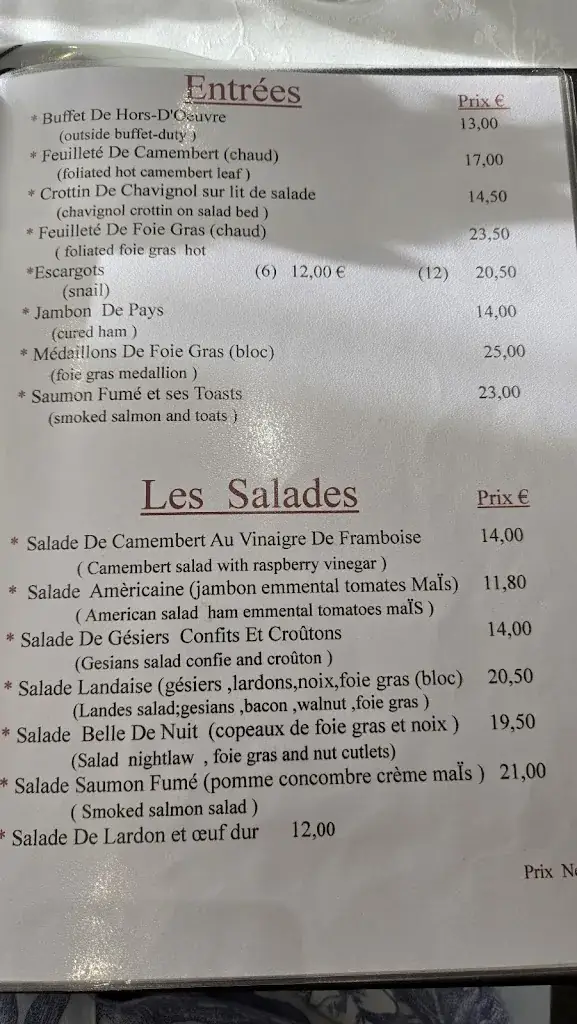 Entrées
Prix €
* Buffet De Hors-D'Oeuvre 13,00
(outside buffet-duty )
* Feuilleté De Camembert (chaud) 17,00
(foliated hot camembert leaf )
* Crottin De Chavignol sur lit de salade 14,50
(chavignol crottin on salad bed )
* Feuilleté De Foie Gras (chaud) 23,50
( foliated foie gras hot
*Escargots (6) 12,00 € (12) 20,50
(snail)
* Jambon De Pays 14,00
(cured ham )
* Médaillons De Foie Gras (bloc) 25,00
(foie gras medallion )
* Saumon Fumé et ses Toasts 23,00
(smoked salmon and toats )
Les Salades Prix €
* Salade De Camembert Au Vinaigre De Framboise 14,00
( Camembert salad with raspberry vinegar )
* Salade Amèricaine (jambon emmental tomates MaÏs) 11,80
( American salad ham emmental tomatoes maÏS )
* Salade De Gésiers Confits Et Croûtons 14,00
(Gesians salad confie and croûton )
* Salade Landaise (gésiers ,lardons,noix,foie gras (bloc) 20,50
(Landes salad;gesians ,bacon ,walnut ,foie gras )
* Salade Belle De Nuit (copeaux de foie gras et noix ) 19,50
(Salad nightlaw , foie gras and nut cutlets)
* Salade Saumon Fumé (pomme concombre crème maÏs ) 21,00
( Smoked salmon salad )
* Salade De Lardon et œuf dur 12,00
Prix